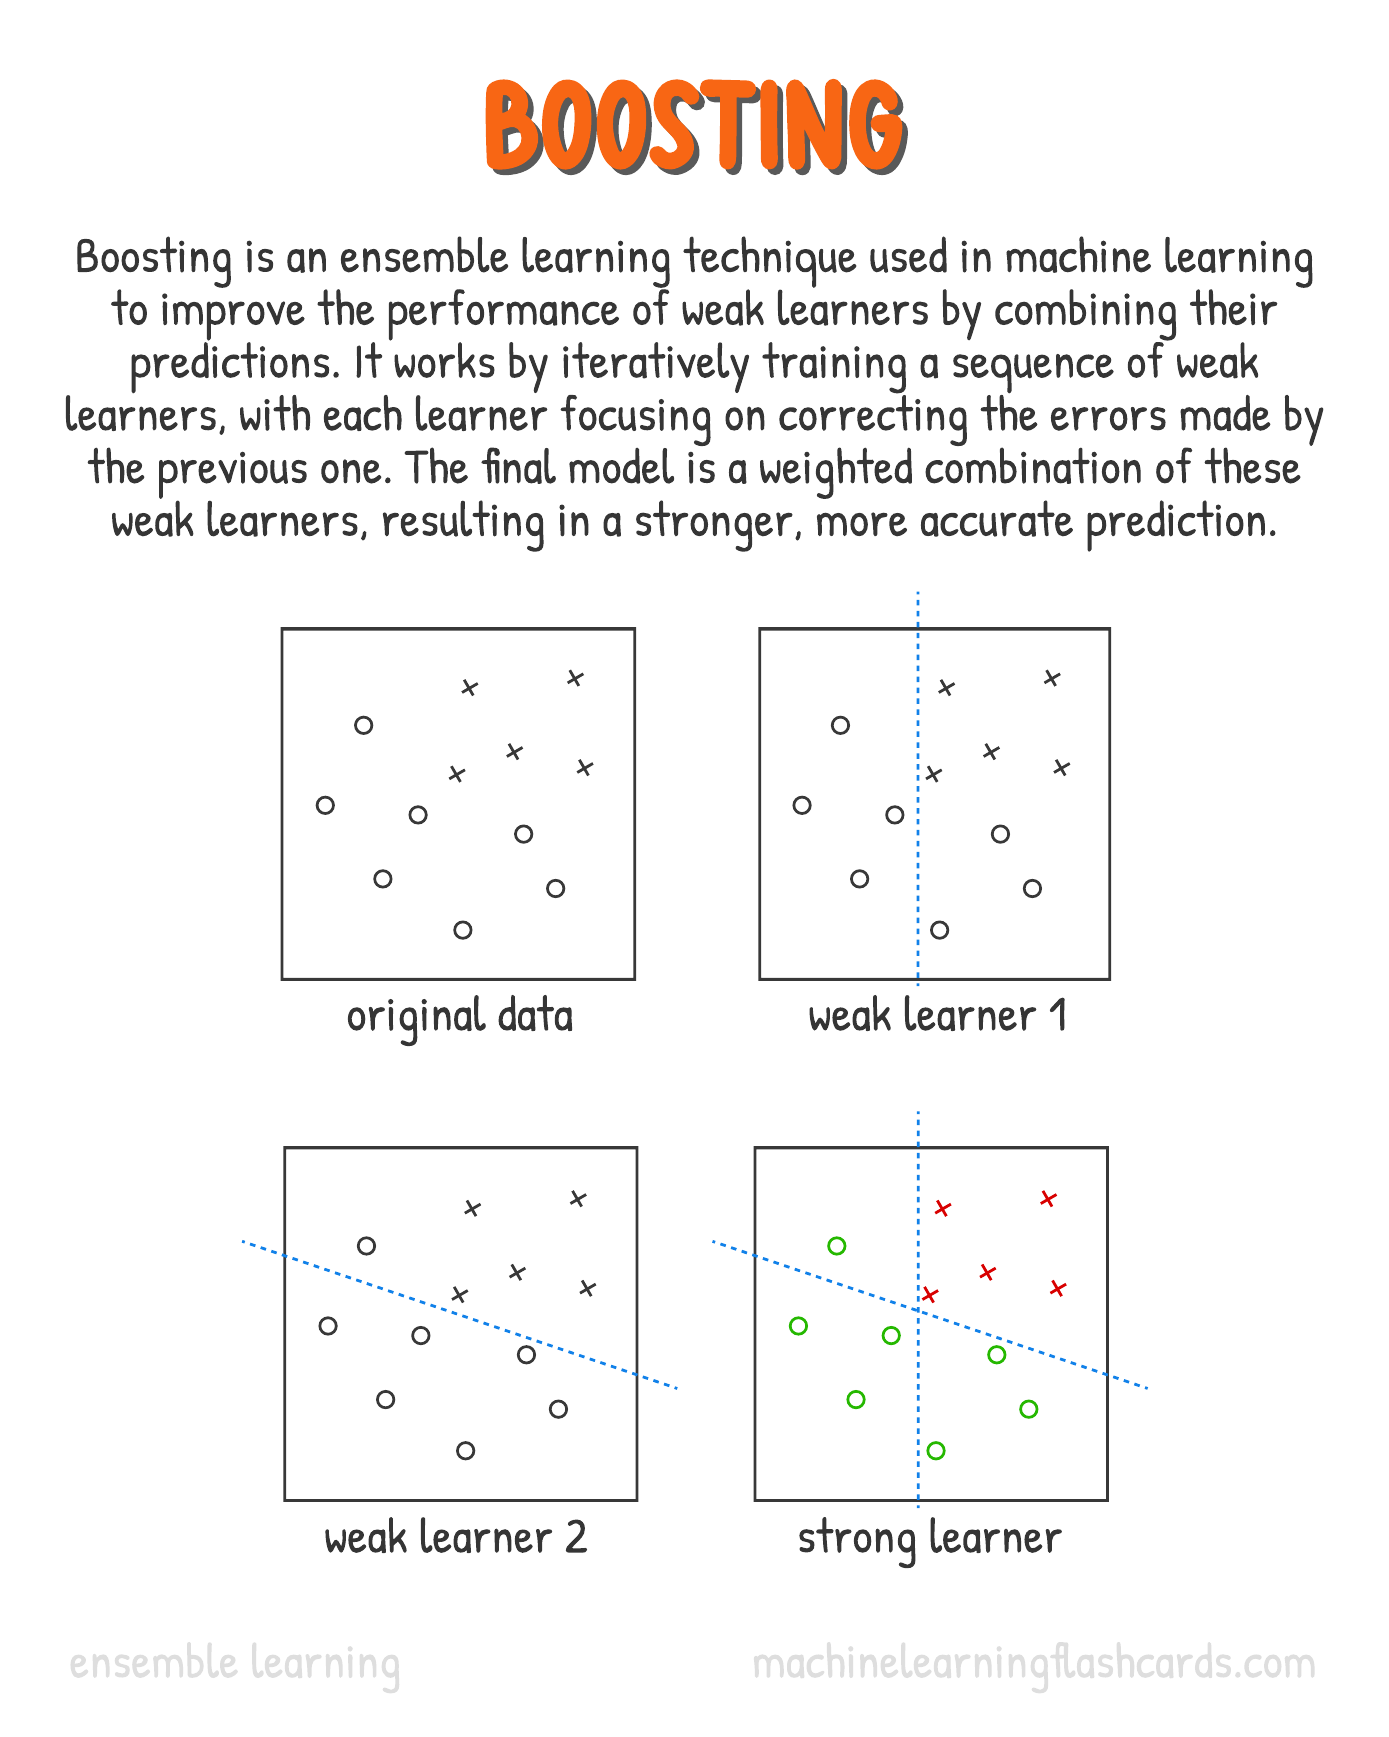 BOOSTING
Boosting is an ensemble learning technique used in machine learning
to improve the performance of weak learners by combining their
predictions. It works by iteratively training a sequence of weak
learners, with each learner focusing on correcting the errors made by
the previous one. The final model is a weighted combination of these
weak learners, resulting in a stronger, more accurate prediction.
original data
weak learner 1
weak learner 2
strong learner
ensemble learning
machinelearningflashcards.com